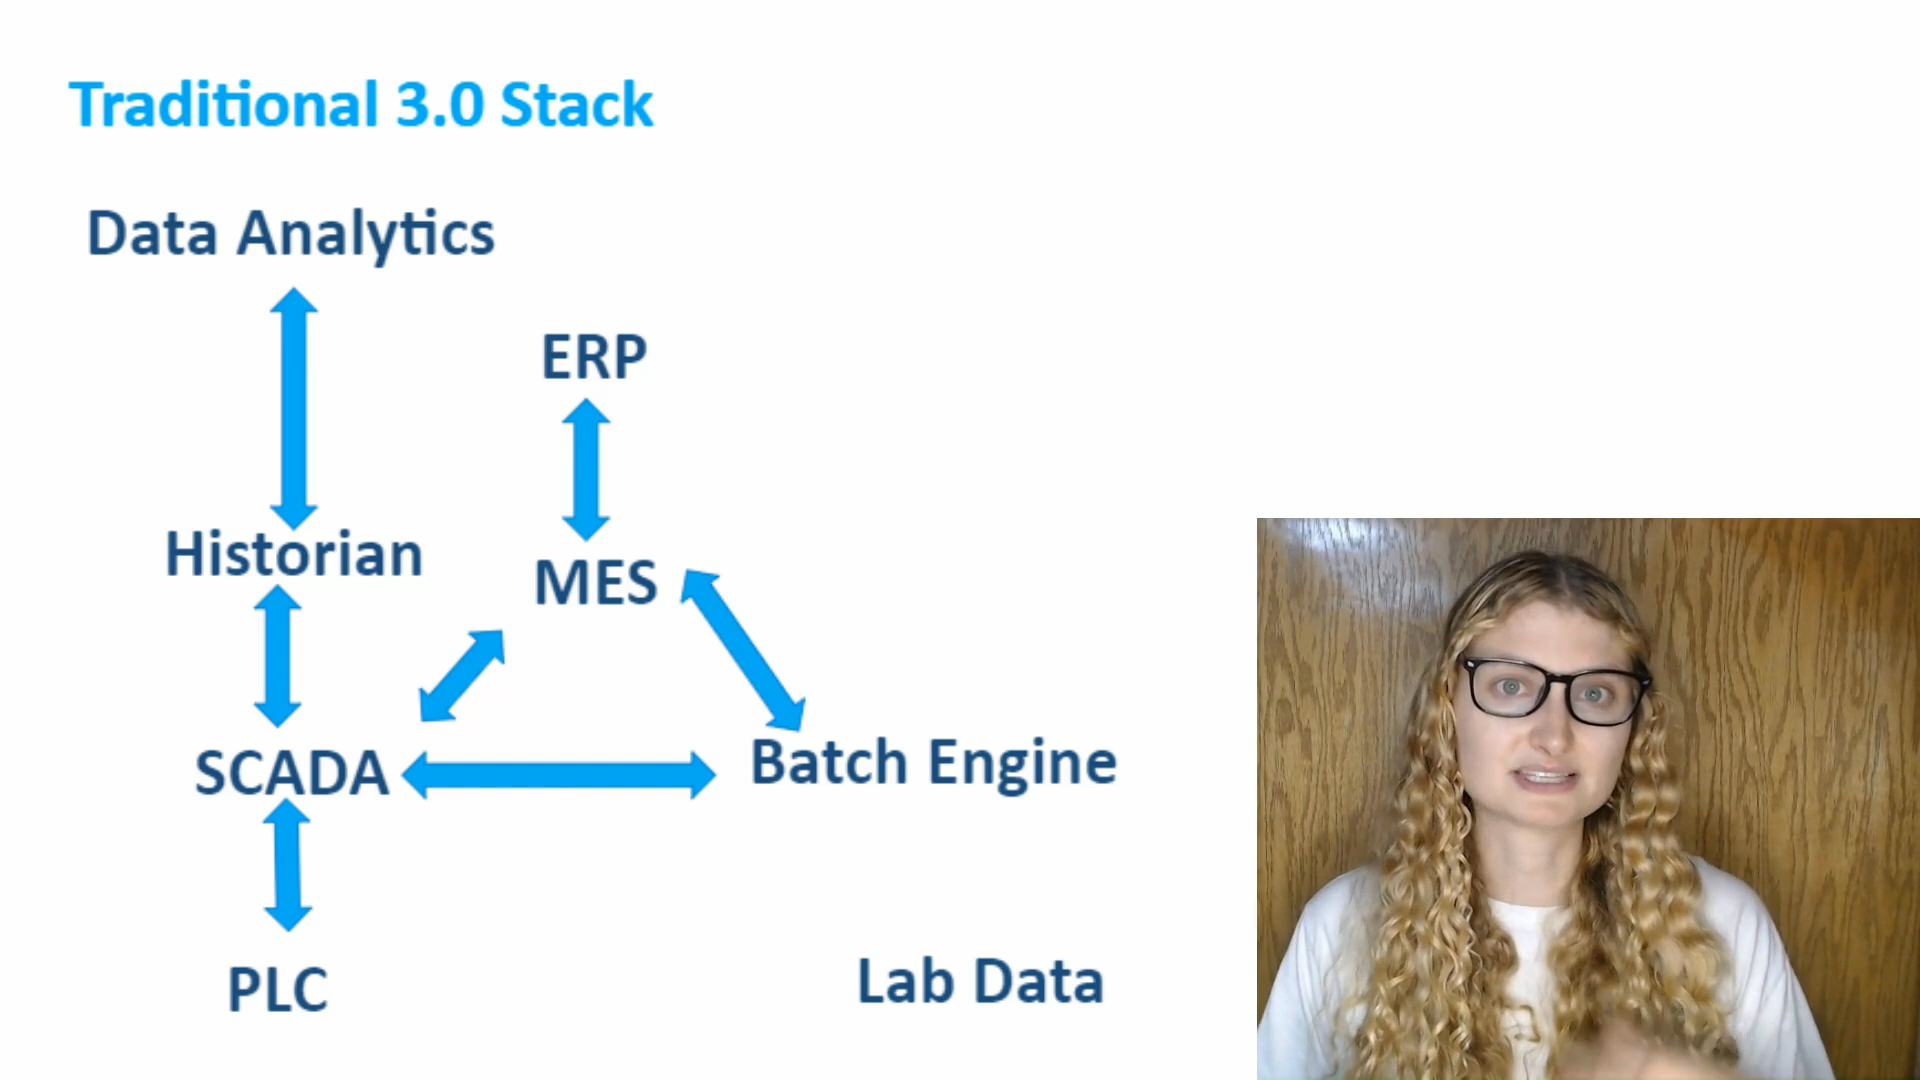 Traditional 3.0 Stack
Data Analytics
ERP
Historian
MES
SCADA
Batch Engine
PLC
Lab Data